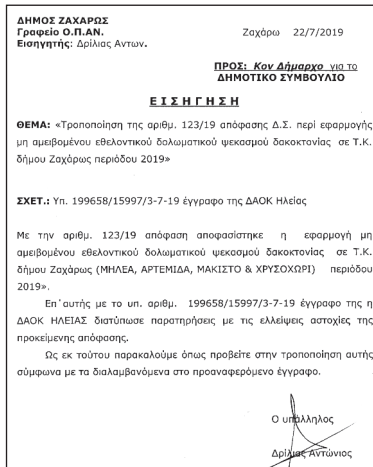 ΔΗΜΟΣ ΖΑΧΑΡΩΣ
Γραφείο Ο.Π.ΑΝ.
Ζαχάρω 22/7/2019
Εισηγητής: Δρίλιας Αντων.
ΠΡΟΣ: Κον Δήμαρχο για το
ΔΗΜΟΤΙΚΟ ΣΥΜΒΟΥΛΙΟ
Ε Ι Σ Η Γ Η Σ Η
ΘΕΜΑ: «Τροποποίηση της αριθμ. 123/19 απόφασης Δ.Σ. περί εφαρμογής
μη αμειβομένου εθελοντικού δολωματικού ψεκασμού δακοκτονίας σε Τ.Κ.
δήμου Ζαχάρως περιόδου 2019»
ΣΧΕΤ.: Υπ. 199658/15997/3-7-19 έγγραφο της ΔΑΟΚ Ηλείας
Με την αριθμ. 123/19 απόφαση αποφασίστηκε η εφαρμογή μη
αμειβομένου εθελοντικού δολωματικού ψεκασμού δακοκτονίας σε Τ.Κ.
δήμου Ζαχάρως (ΜΗΛΕΑ, ΑΡΤΕΜΙΔΑ, ΜΑΚΙΣΤΟ & ΧΡΥΣΟΧΩΡΙ) περιόδου
2019».
Επ΄αυτής με το υπ. αριθμ. 199658/15997/3-7-19 έγγραφο της η
ΔΑΟΚ ΗΛΕΙΑΣ διατύπωσε παρατηρήσεις με τις ελλείψεις αστοχίες της
προκείμενης απόφασης.
Ως εκ τούτου παρακαλούμε όπως προβείτε στην τροποποίηση αυτής
σύμφωνα με τα διαλαμβανόμενα στο προαναφερόμενο έγγραφο.
Ο υπάλληλος
Δρίλιας Αντώνιος